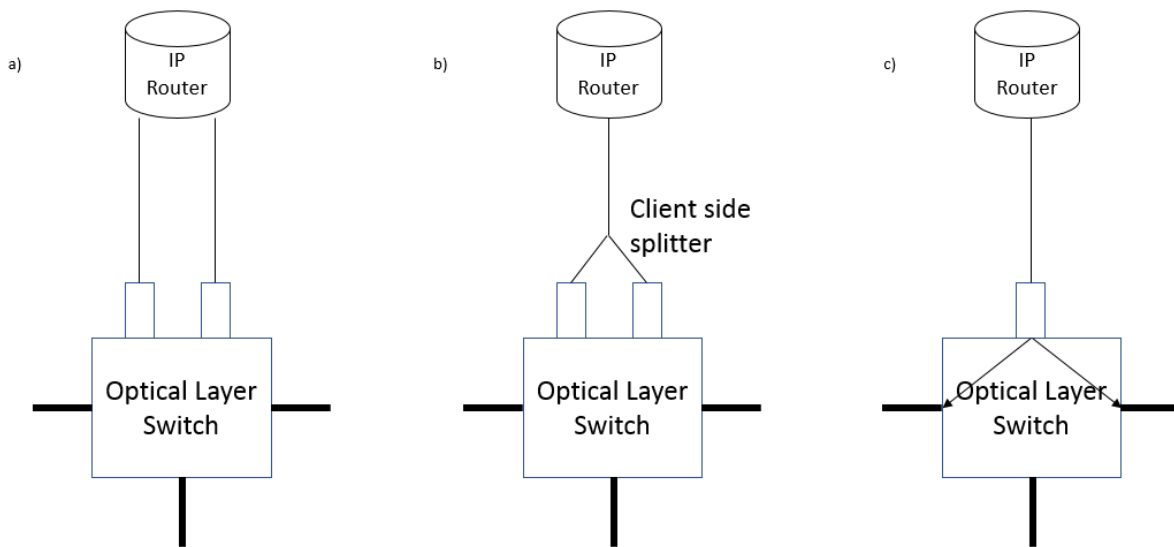 a)
IP
Router
Optical Layer
Switch
b)
IP
Router
Client side
splitter
Optical Layer
Switch
c)
IP
Router
Optical Layer
Switch